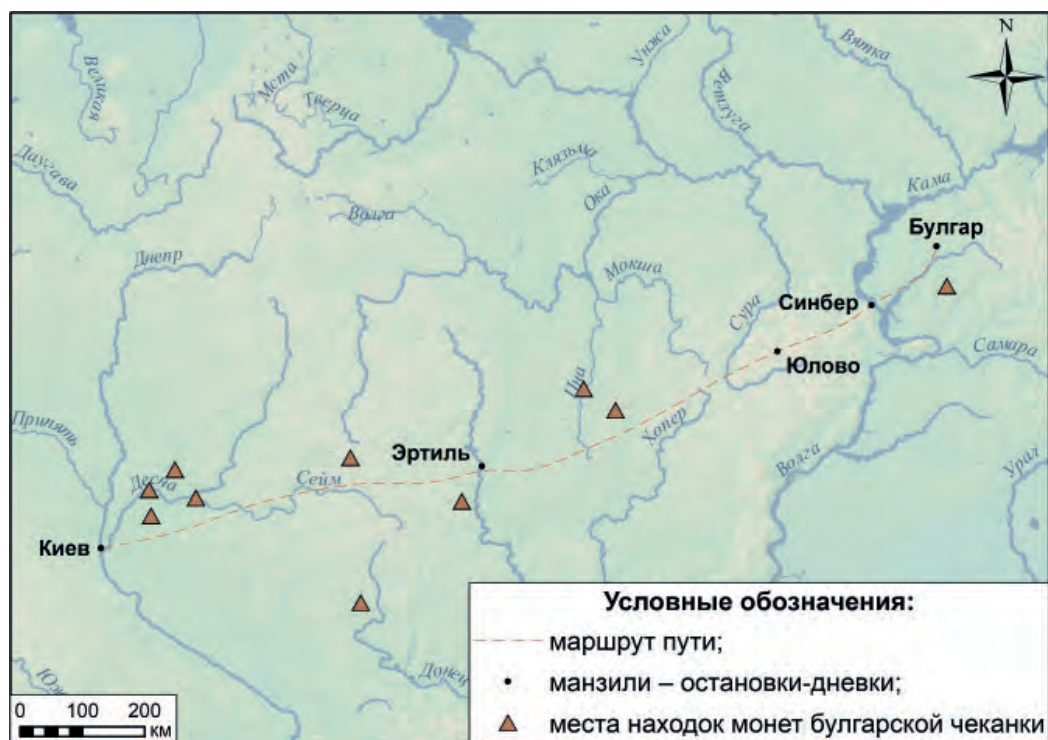 Великая
Мста
Тверца
Унжа
Ветлуга
Вятка
Даугава
Клязьма
Кама
Ока
Волга
Булгар
Днепр
Мокша
Сура
Синбер
Юлово
Самара
Цна
Хопер
Припять
Эртиль
Волга
Урал
Десна
Сейм
Киев
Условные обозначения:
маршрут пути;
Донец
манзили – остановки-дневки;
0 100 200
КМ
места находок монет булгарской чеканки
N